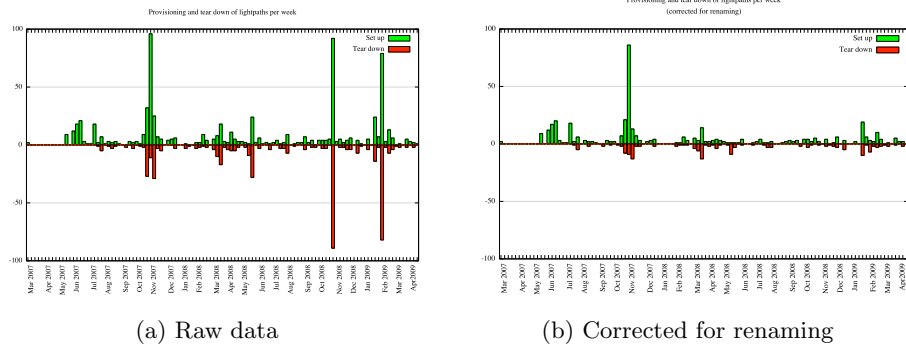 Provisioning and tear down of lightpaths per week
100
50
0
-50
-100
Set up
Tear down
Mar 2007
Apr 2007
May 2007
Jun 2007
Jul 2007
Aug 2007
Sep 2007
Oct 2007
Nov 2007
Dec 2007
Jan 2008
Feb 2008
Mar 2008
Apr 2008
May 2008
Jun 2008
Jul 2008
Aug 2008
Sep 2008
Oct 2008
Nov 2008
Dec 2008
Jan 2009
Feb 2009
Mar 2009
Apr 2009
(a) Raw data
Provisioning and tear down of lightpaths per week
(corrected for renaming)
100
50
0
-50
-100
Set up
Tear down
Mar 2007
Apr 2007
May 2007
Jun 2007
Jul 2007
Aug 2007
Sep 2007
Oct 2007
Nov 2007
Dec 2007
Jan 2008
Feb 2008
Mar 2008
Apr 2008
May 2008
Jun 2008
Jul 2008
Aug 2008
Sep 2008
Oct 2008
Nov 2008
Dec 2008
Jan 2009
Feb 2009
Mar 2009
Apr 2009
(b) Corrected for renaming